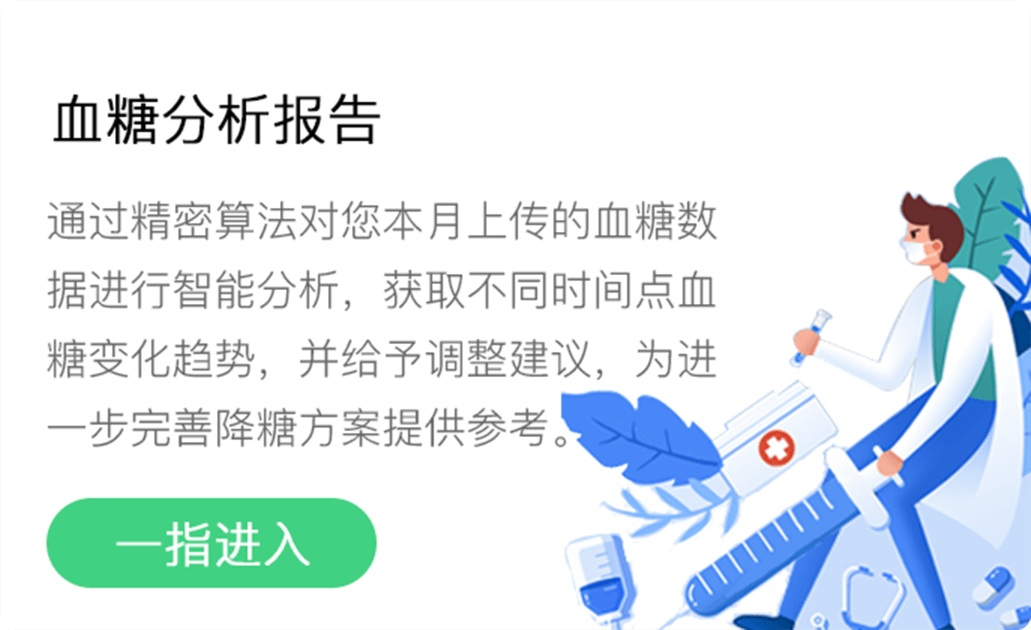 血糖分析报告
通过精密算法对您本月上传的血糖数
据进行智能分析，获取不同时间点血
糖变化趋势，并给予调整建议，为进
一步完善降糖方案提供参考。
一指进入